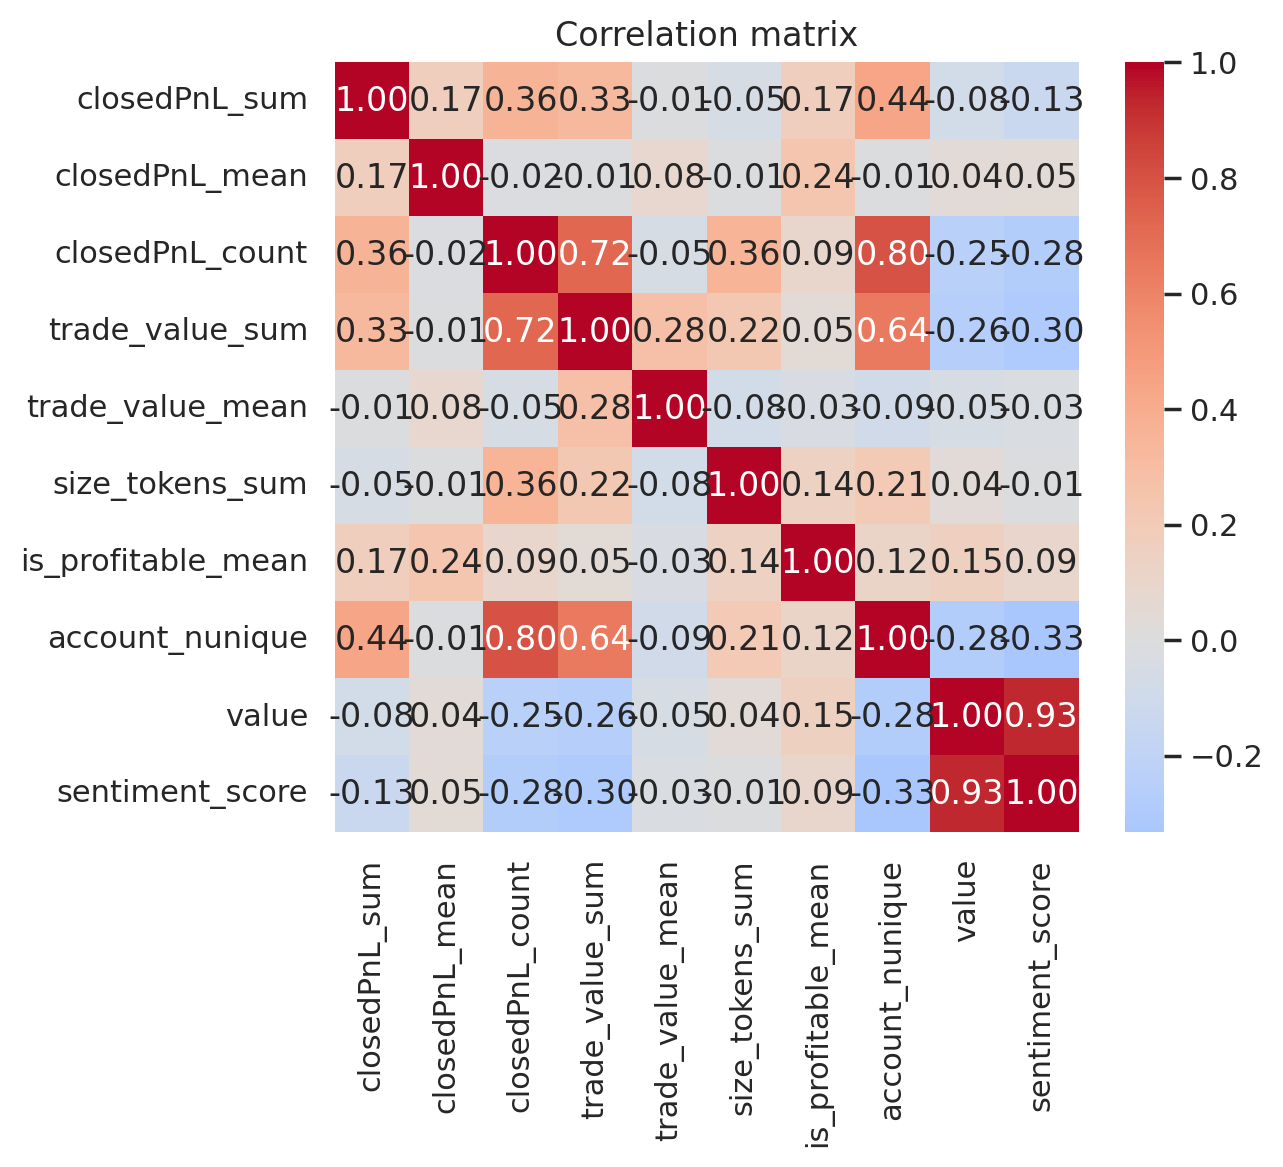 Correlation matrix
closedPnL_sum 1.00 0.17 0.36 0.33 -0.01 -0.05 0.17 0.44 -0.08 -0.13
closedPnL_mean 0.17 1.00 -0.02 -0.01 0.08 -0.01 0.24 -0.01 0.04 0.05
closedPnL_count 0.36 -0.02 1.00 0.72 -0.05 0.36 0.09 0.80 -0.25 -0.28
trade_value_sum 0.33 -0.01 0.72 1.00 0.28 0.22 0.05 0.64 -0.26 -0.30
trade_value_mean -0.01 0.08 -0.05 0.28 1.00 -0.08 -0.03 -0.09 -0.05 -0.03
size_tokens_sum -0.05 -0.01 0.36 0.22 -0.08 1.00 0.14 0.21 0.04 -0.01
is_profitable_mean 0.17 0.24 0.09 0.05 -0.03 0.14 1.00 0.12 0.15 0.09
account_nunique 0.44 -0.01 0.80 0.64 -0.09 0.21 0.12 1.00 -0.28 -0.33
value -0.08 0.04 -0.25 -0.26 -0.05 0.04 0.15 -0.28 1.00 0.93
sentiment_score -0.13 0.05 -0.28 -0.30 -0.03 -0.01 0.09 -0.33 0.93 1.00
closedPnL_sum
closedPnL_mean
closedPnL_count
trade_value_sum
trade_value_mean
size_tokens_sum
is_profitable_mean
account_nunique
value
sentiment_score
1.0
0.8
0.6
0.4
0.2
0.0
−0.2